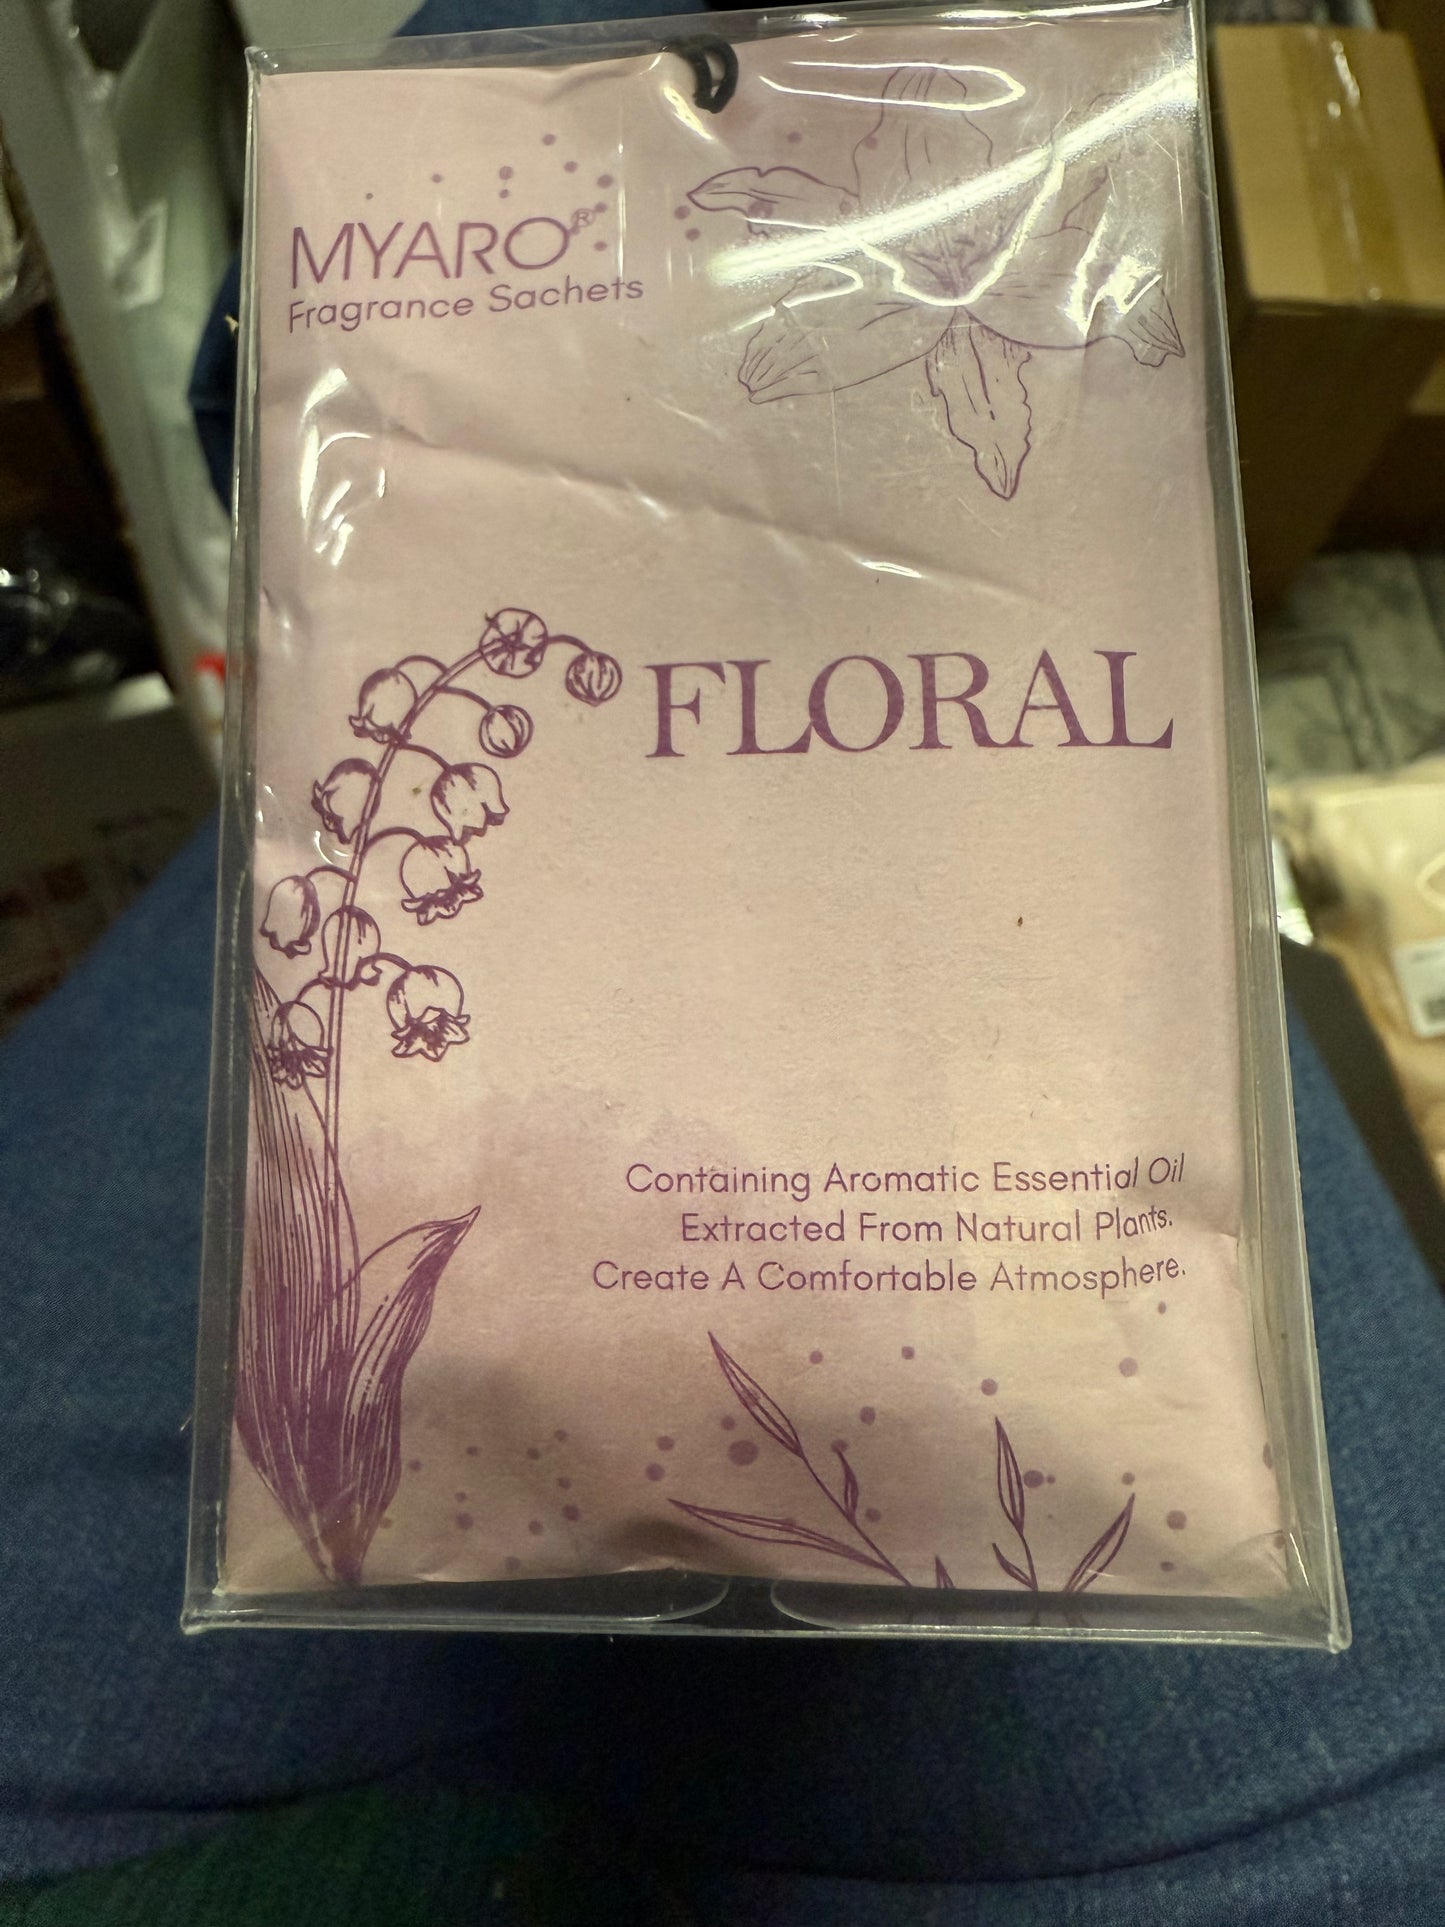 MYARO®
Fragrance Sachets
FLORAL
Containing Aromatic Essential Oil
Extracted From Natural Plants.
Create A Comfortable Atmosphere.